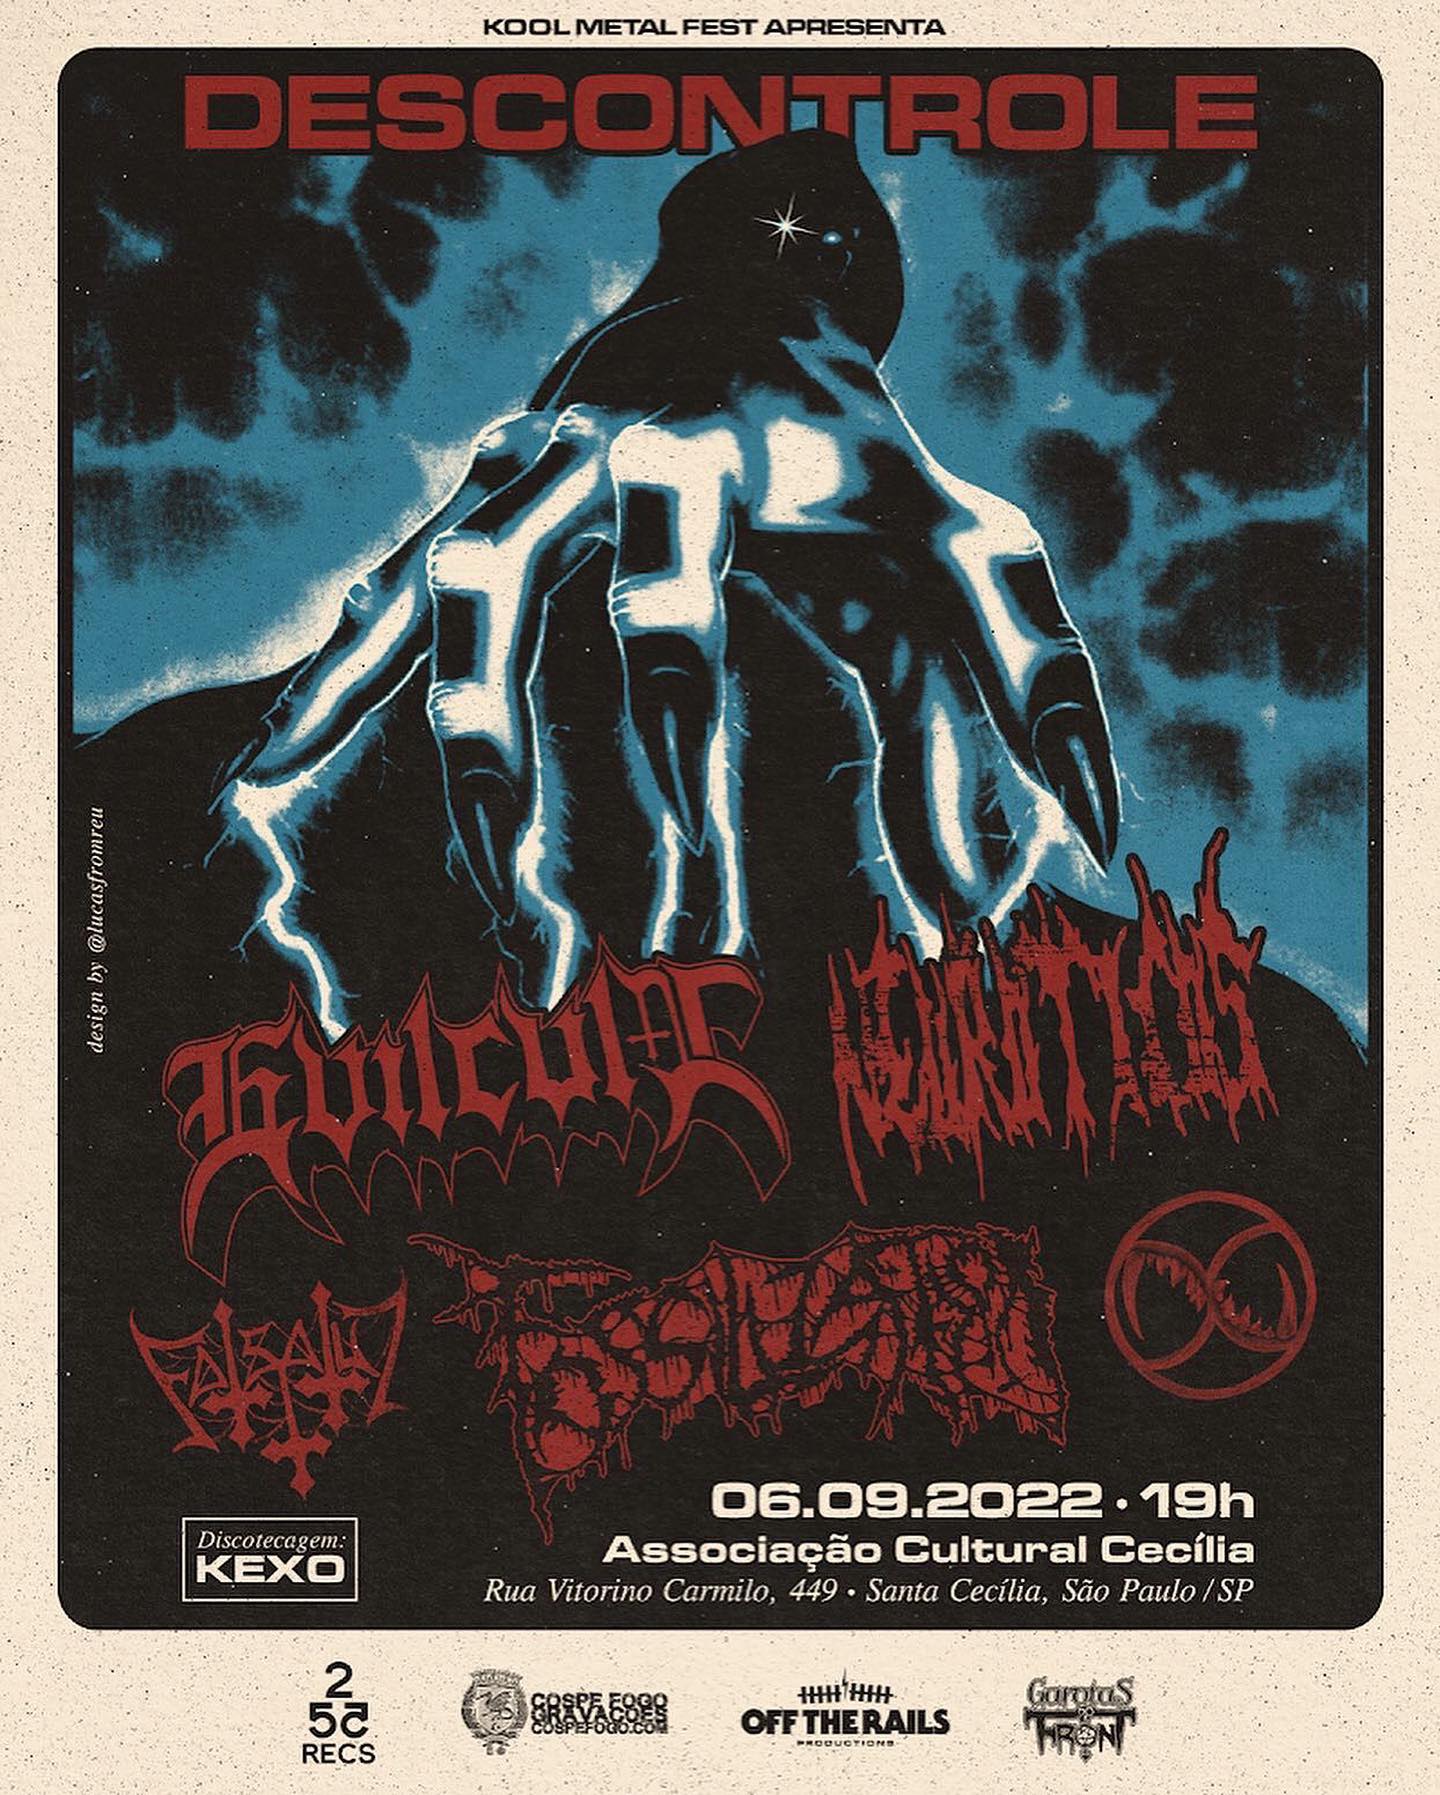 KOOL METAL FEST APRESENTA
DESCONTROLE
design by @lucasfromreu
Evilcult
NEURÓTICOS
06.09.2022 · 19h
Associação Cultural Cecília
Rua Vitorino Carmilo, 449 · Santa Cecília, São Paulo / SP
Discotecagem:
KEXO
255
RECS
COSPE FOGO
GRAVAÇÕES
COSPEFOGO.COM
OFF THE RAILS
PRODUCTIONS
Garotas
no
FRONT